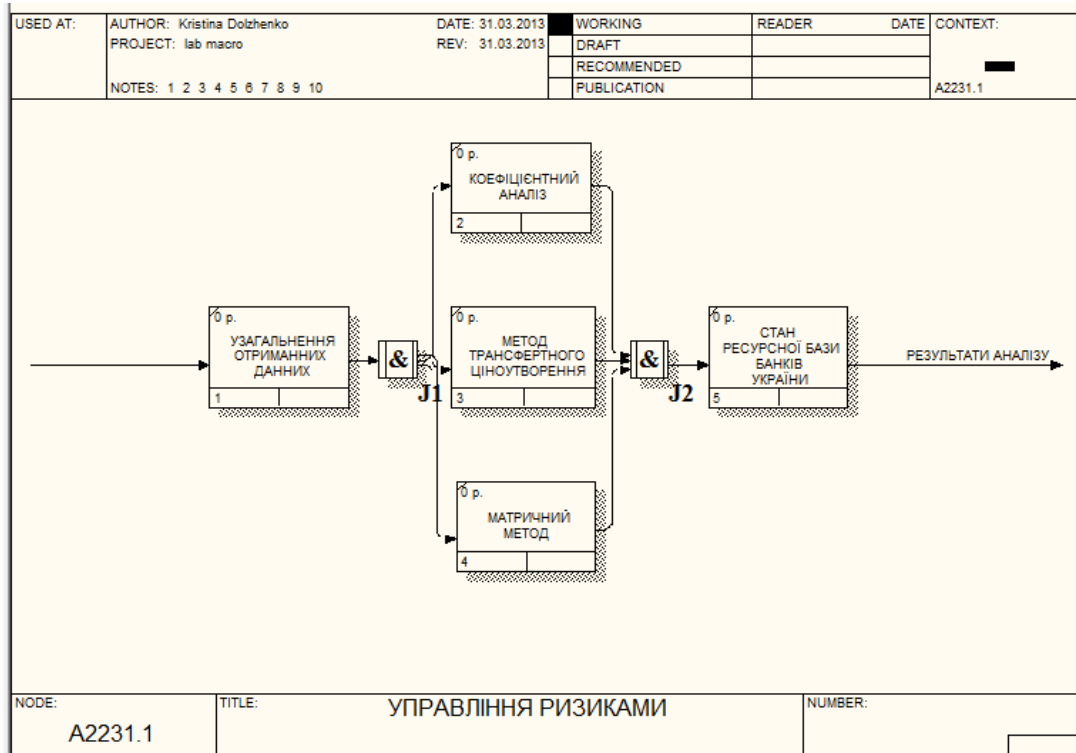 USED AT:
AUTHOR: Kristina Dolzhenko
DATE: 31.03.2013
WORKING
READER
DATE
CONTEXT:
PROJECT: lab macro
REV: 31.03.2013
DRAFT
RECOMMENDED
NOTES: 1 2 3 4 5 6 7 8 9 10
PUBLICATION
A2231.1
0 р.
КОЕФІЦІЄНТНИЙ
АНАЛІЗ
2
0 р.
УЗАГАЛЬНЕННЯ
ОТРИМАННИХ
ДАННИХ
1
&
J1
0 р.
МЕТОД
ТРАНСФЕРТНОГО
ЦІНОУТВОРЕННЯ
3
&
J2
0 р.
СТАН
РЕСУРСНОЇ БАЗИ
БАНКІВ
УКРАЇНИ
5
РЕЗУЛЬТАТИ АНАЛІЗУ
0 р.
МАТРИЧНИЙ
МЕТОД
4
NODE:
A2231.1
TITLE:
УПРАВЛІННЯ РИЗИКАМИ
NUMBER: